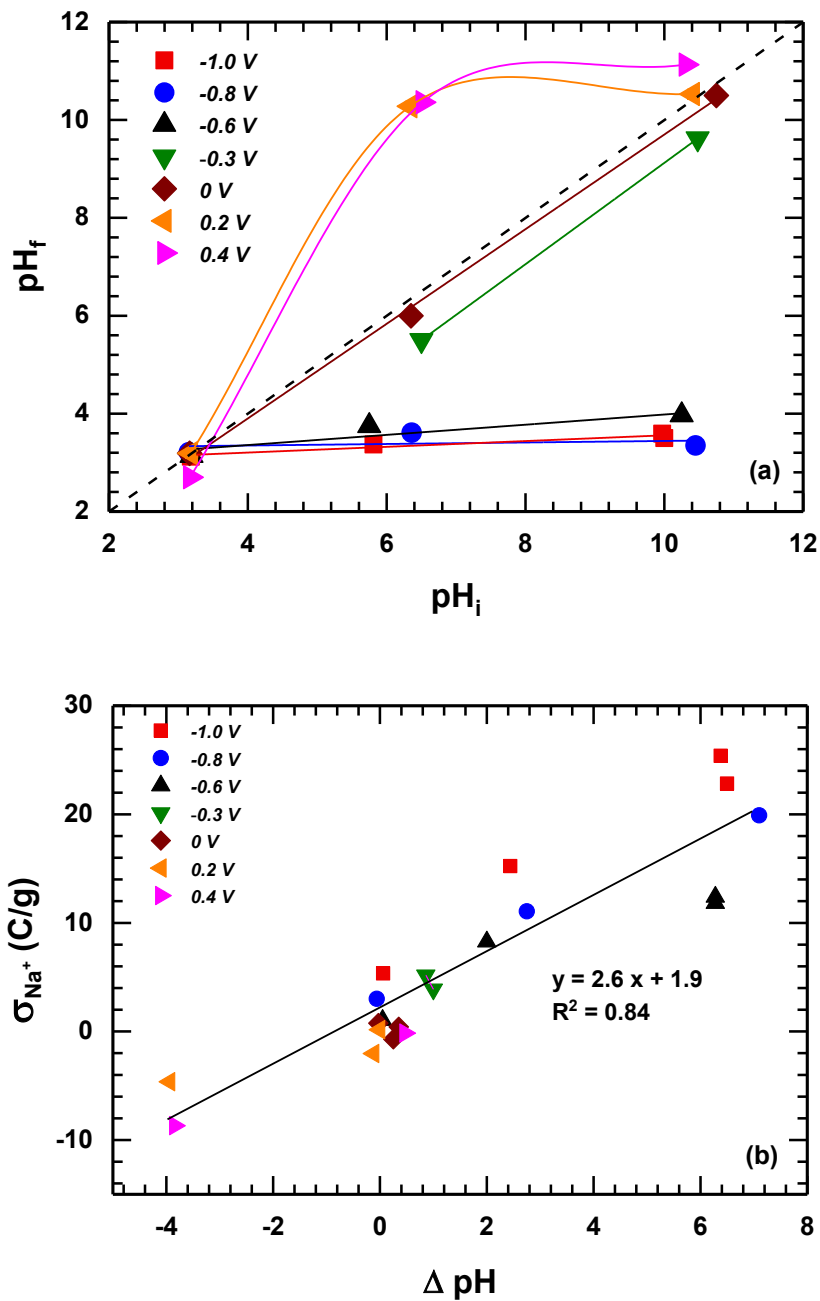 12
10
8
6
4
2
pH_f
-1.0 V
-0.8 V
-0.6 V
-0.3 V
0 V
0.2 V
0.4 V
(a)
2 4 6 8 10 12
pH_i
30
20
10
0
-10
σ_Na⁺ (C/g)
-1.0 V
-0.8 V
-0.6 V
-0.3 V
0 V
0.2 V
0.4 V
y = 2.6 x + 1.9
R² = 0.84
(b)
-4 -2 0 2 4 6 8
Δ pH